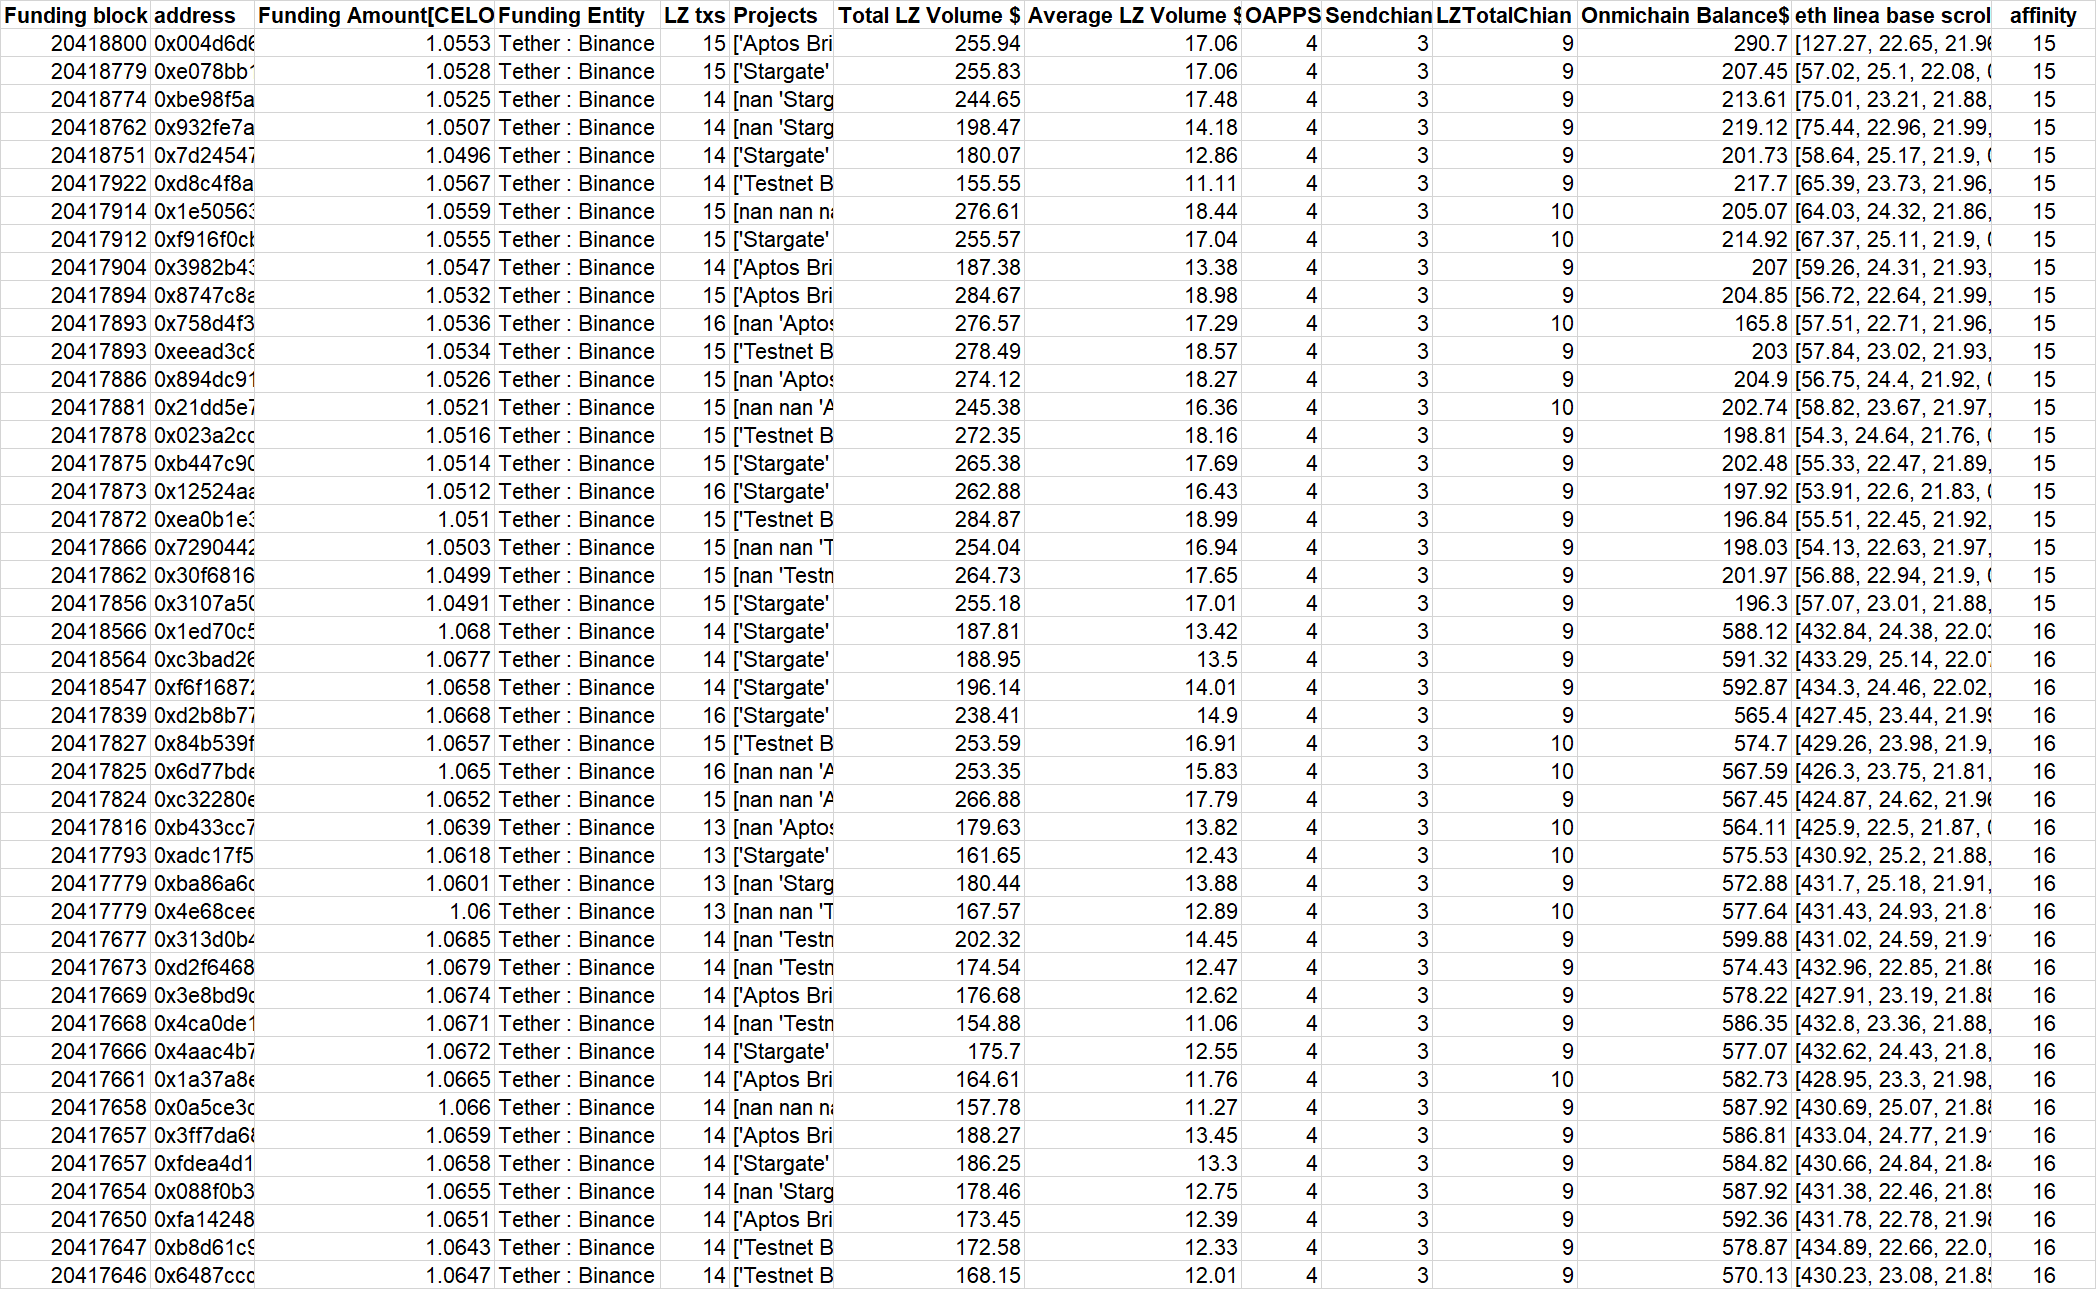 Funding block address Funding Amount[CELO Funding Entity LZ txs Projects Total LZ Volume $ Average LZ Volume $ OAPPS Sendchian LZTotalChian Onmichain Balance$ eth linea base scrol affinity
20418800 0x004d6d6 1.0553 Tether : Binance 15 ['Aptos Bri 255.94 17.06 4 3 9 290.7 [127.27, 22.65, 21.96 15
20418779 0xe078bb1 1.0528 Tether : Binance 15 ['Stargate' 255.83 17.06 4 3 9 207.45 [57.02, 25.1, 22.08, 0 15
20418774 0xbe98f5a 1.0525 Tether : Binance 14 [nan 'Starg 244.65 17.48 4 3 9 213.61 [75.01, 23.21, 21.88, 15
20418762 0x932fe7a 1.0507 Tether : Binance 14 [nan 'Starg 198.47 14.18 4 3 9 219.12 [75.44, 22.96, 21.99, 15
20418751 0x7d24547 1.0496 Tether : Binance 14 ['Stargate' 180.07 12.86 4 3 9 201.73 [58.64, 25.17, 21.9, 0 15
20417922 0xd8c4f8a 1.0567 Tether : Binance 14 ['Testnet B 155.55 11.11 4 3 9 217.7 [65.39, 23.73, 21.96, 15
20417914 0x1e50563 1.0559 Tether : Binance 15 [nan nan na 276.61 18.44 4 3 10 205.07 [64.03, 24.32, 21.86, 15
20417912 0xf916f0cb 1.0555 Tether : Binance 15 ['Stargate' 255.57 17.04 4 3 10 214.92 [67.37, 25.11, 21.9, 0 15
20417904 0x3982b43 1.0547 Tether : Binance 14 ['Aptos Bri 187.38 13.38 4 3 9 207 [59.26, 24.31, 21.93, 15
20417894 0x8747c8a 1.0532 Tether : Binance 15 ['Aptos Bri 284.67 18.98 4 3 9 204.85 [56.72, 22.64, 21.99, 15
20417893 0x758d4f3 1.0536 Tether : Binance 16 [nan 'Aptos 276.57 17.29 4 3 10 165.8 [57.51, 22.71, 21.96, 15
20417893 0xeead3c8 1.0534 Tether : Binance 15 ['Testnet B 278.49 18.57 4 3 9 203 [57.84, 23.02, 21.93, 15
20417886 0x894dc91 1.0526 Tether : Binance 15 [nan 'Aptos 274.12 18.27 4 3 9 204.9 [56.75, 24.4, 21.92, 0 15
20417881 0x21dd5e7 1.0521 Tether : Binance 15 [nan nan 'A 245.38 16.36 4 3 10 202.74 [58.82, 23.67, 21.97, 15
20417878 0x023a2cc 1.0516 Tether : Binance 15 ['Testnet B 272.35 18.16 4 3 9 198.81 [54.3, 24.64, 21.76, 0 15
20417875 0xb447c90 1.0514 Tether : Binance 15 ['Stargate' 265.38 17.69 4 3 9 202.48 [55.33, 22.47, 21.89, 15
20417873 0x12524aa 1.0512 Tether : Binance 16 ['Stargate' 262.88 16.43 4 3 9 197.92 [53.91, 22.6, 21.83, 0 15
20417872 0xea0b1e3 1.051 Tether : Binance 15 ['Testnet B 284.87 18.99 4 3 9 196.84 [55.51, 22.45, 21.92, 15
20417866 0x7290442 1.0503 Tether : Binance 15 [nan nan 'T 254.04 16.94 4 3 9 198.03 [54.13, 22.63, 21.97, 15
20417862 0x30f6816 1.0499 Tether : Binance 15 [nan 'Testn 264.73 17.65 4 3 9 201.97 [56.88, 22.94, 21.9, 0 15
20417856 0x3107a50 1.0491 Tether : Binance 15 ['Stargate' 255.18 17.01 4 3 9 196.3 [57.07, 23.01, 21.88, 15
20418566 0x1ed70c5 1.068 Tether : Binance 14 ['Stargate' 187.81 13.42 4 3 9 588.12 [432.84, 24.38, 22.03 16
20418564 0xc3bad26 1.0677 Tether : Binance 14 ['Stargate' 188.95 13.5 4 3 9 591.32 [433.29, 25.14, 22.07 16
20418547 0xf6f16872 1.0658 Tether : Binance 14 ['Stargate' 196.14 14.01 4 3 9 592.87 [434.3, 24.46, 22.02, 16
20417839 0xd2b8b77 1.0668 Tether : Binance 16 ['Stargate' 238.41 14.9 4 3 9 565.4 [427.45, 23.44, 21.99 16
20417827 0x84b539f 1.0657 Tether : Binance 15 ['Testnet B 253.59 16.91 4 3 10 574.7 [429.26, 23.98, 21.9, 16
20417825 0x6d77bde 1.065 Tether : Binance 16 [nan nan 'A 253.35 15.83 4 3 10 567.59 [426.3, 23.75, 21.81, 16
20417824 0xc32280e 1.0652 Tether : Binance 15 [nan nan 'A 266.88 17.79 4 3 9 567.45 [424.87, 24.62, 21.96 16
20417816 0xb433cc7 1.0639 Tether : Binance 13 [nan 'Aptos 179.63 13.82 4 3 10 564.11 [425.9, 22.5, 21.87, 0 16
20417793 0xadc17f5 1.0618 Tether : Binance 13 ['Stargate' 161.65 12.43 4 3 10 575.53 [430.92, 25.2, 21.88, 16
20417779 0xba86a6c 1.0601 Tether : Binance 13 [nan 'Starg 180.44 13.88 4 3 9 572.88 [431.7, 25.18, 21.91, 16
20417779 0x4e68cee 1.06 Tether : Binance 13 [nan nan 'T 167.57 12.89 4 3 10 577.64 [431.43, 24.93, 21.81 16
20417677 0x313d0b4 1.0685 Tether : Binance 14 [nan 'Testn 202.32 14.45 4 3 9 599.88 [431.02, 24.59, 21.91 16
20417673 0xd2f6468 1.0679 Tether : Binance 14 [nan 'Testn 174.54 12.47 4 3 9 574.43 [432.96, 22.85, 21.86 16
20417669 0x3e8bd9c 1.0674 Tether : Binance 14 ['Aptos Bri 176.68 12.62 4 3 9 578.22 [427.91, 23.19, 21.88 16
20417668 0x4ca0de1 1.0671 Tether : Binance 14 [nan 'Testn 154.88 11.06 4 3 9 586.35 [432.8, 23.36, 21.88, 16
20417666 0x4aac4b7 1.0672 Tether : Binance 14 ['Stargate' 175.7 12.55 4 3 9 577.07 [432.62, 24.43, 21.8, 16
20417661 0x1a37a8e 1.0665 Tether : Binance 14 ['Aptos Bri 164.61 11.76 4 3 10 582.73 [428.95, 23.3, 21.98, 16
20417658 0x0a5ce3c 1.066 Tether : Binance 14 [nan nan na 157.78 11.27 4 3 9 587.92 [430.69, 25.07, 21.88 16
20417657 0x3ff7da68 1.0659 Tether : Binance 14 ['Aptos Bri 188.27 13.45 4 3 9 586.81 [433.04, 24.77, 21.91 16
20417657 0xfdea4d1 1.0658 Tether : Binance 14 ['Stargate' 186.25 13.3 4 3 9 584.82 [430.66, 24.84, 21.84 16
20417654 0x088f0b3 1.0655 Tether : Binance 14 [nan 'Starg 178.46 12.75 4 3 9 587.92 [431.38, 22.46, 21.89 16
20417650 0xfa14248 1.0651 Tether : Binance 14 ['Aptos Bri 173.45 12.39 4 3 9 592.36 [431.78, 22.78, 21.98 16
20417647 0xb8d61c9 1.0643 Tether : Binance 14 ['Testnet B 172.58 12.33 4 3 9 578.87 [434.89, 22.66, 22.0, 16
20417646 0x6487ccc 1.0647 Tether : Binance 14 ['Testnet B 168.15 12.01 4 3 9 570.13 [430.23, 23.08, 21.85 16